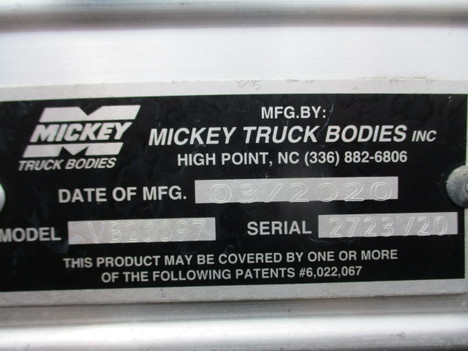 MFG.BY:
MICKEY
MICKEY TRUCK BODIES INC
TRUCK BODIES
HIGH POINT, NC (336) 882-6806
DATE OF MFG. 03/2020
MODEL SERIAL 2723V20
THIS PRODUCT MAY BE COVERED BY ONE OR MORE
OF THE FOLLOWING PATENTS #6,022,067